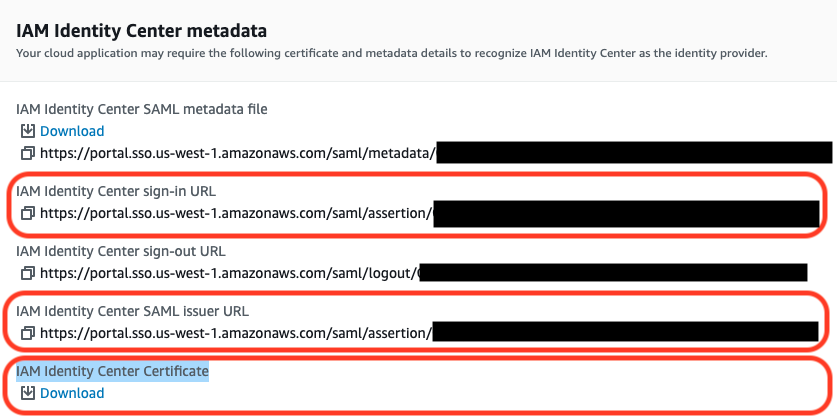 IAM Identity Center metadata
Your cloud application may require the following certificate and metadata details to recognize IAM Identity Center as the identity provider.
IAM Identity Center SAML metadata file
Download
https://portal.sso.us-west-1.amazonaws.com/saml/metadata/
IAM Identity Center sign-in URL
https://portal.sso.us-west-1.amazonaws.com/saml/assertion/
IAM Identity Center sign-out URL
https://portal.sso.us-west-1.amazonaws.com/saml/logout/
IAM Identity Center SAML issuer URL
https://portal.sso.us-west-1.amazonaws.com/saml/assertion/
IAM Identity Center Certificate
Download